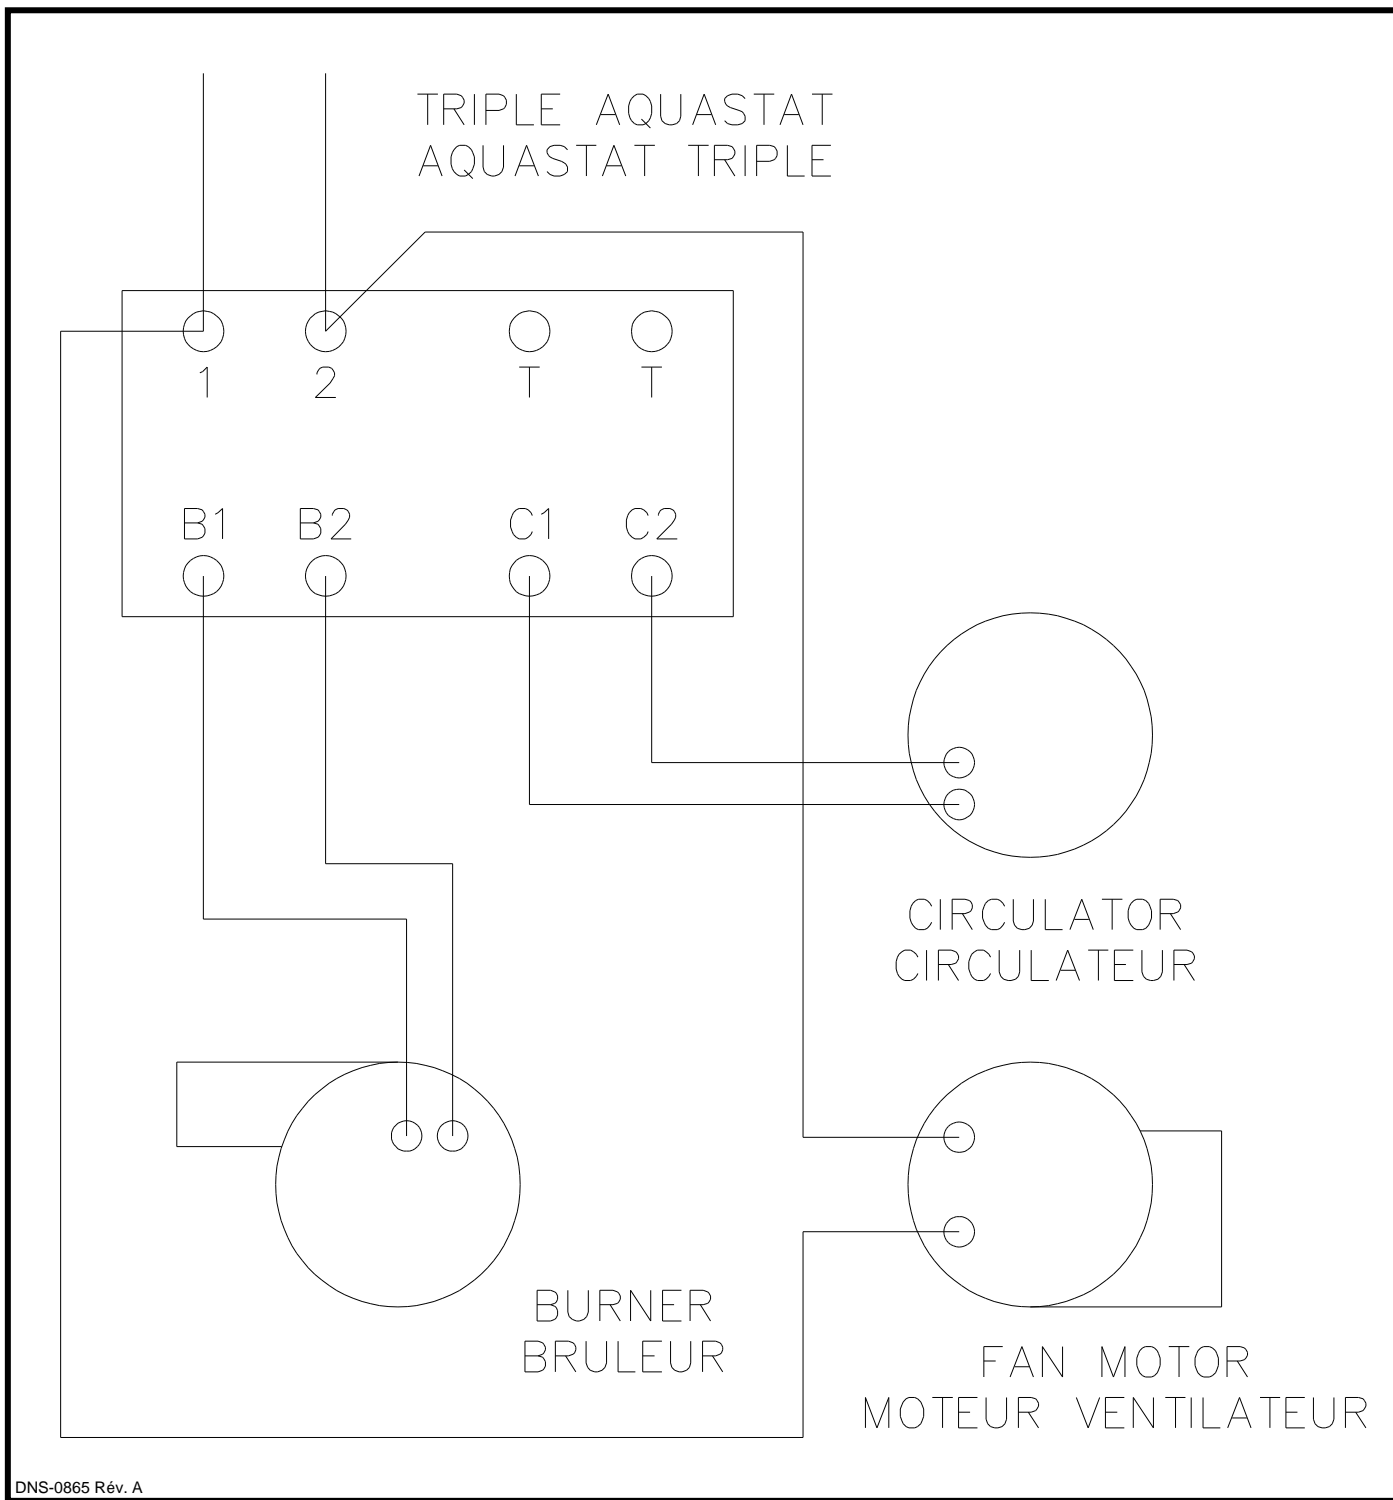 TRIPLE AQUASTAT
AQUASTAT TRIPLE
1 2 T T
B1 B2 C1 C2
CIRCULATOR
CIRCULATEUR
BURNER
BRULEUR
FAN MOTOR
MOTEUR VENTILATEUR
DNS-0865 Rév. A